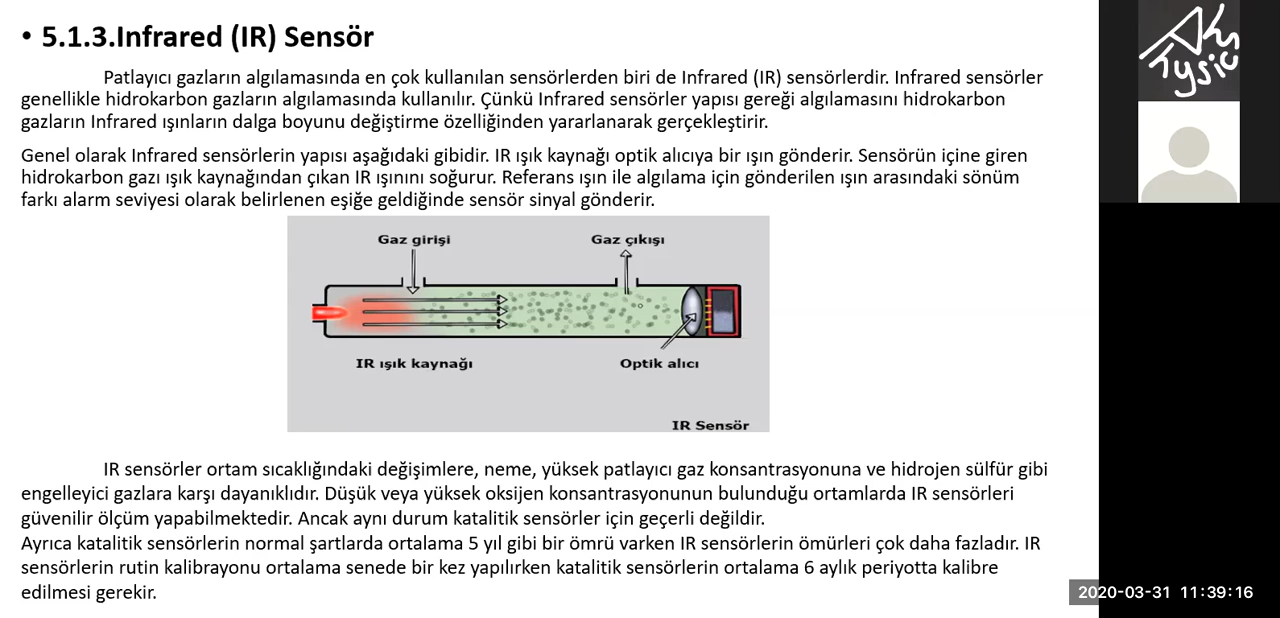 • 5.1.3.Infrared (IR) Sensör
Patlayıcı gazların algılamasında en çok kullanılan sensörlerden biri de Infrared (IR) sensörlerdir. Infrared sensörler
genellikle hidrokarbon gazların algılamasında kullanılır. Çünkü Infrared sensörler yapısı gereği algılamasını hidrokarbon
gazların Infrared ışınların dalga boyunu değiştirme özelliğinden yararlanarak gerçekleştirir.
Genel olarak Infrared sensörlerin yapısı aşağıdaki gibidir. IR ışık kaynağı optik alıcıya bir ışın gönderir. Sensörün içine giren
hidrokarbon gazı ışık kaynağından çıkan IR ışınını soğurur. Referans ışın ile algılama için gönderilen ışın arasındaki sönüm
farkı alarm seviyesi olarak belirlenen eşiğe geldiğinde sensör sinyal gönderir.
Gaz girişi
Gaz çıkışı
IR ışık kaynağı
Optik alıcı
IR Sensör
IR sensörler ortam sıcaklığındaki değişimlere, neme, yüksek patlayıcı gaz konsantrasyonuna ve hidrojen sülfür gibi
engelleyici gazlara karşı dayanıklıdır. Düşük veya yüksek oksijen konsantrasyonunun bulunduğu ortamlarda IR sensörleri
güvenilir ölçüm yapabilmektedir. Ancak aynı durum katalitik sensörler için geçerli değildir.
Ayrıca katalitik sensörlerin normal şartlarda ortalama 5 yıl gibi bir ömrü varken IR sensörlerin ömürleri çok daha fazladır. IR
sensörlerin rutin kalibrayonu ortalama senede bir kez yapılırken katalitik sensörlerin ortalama 6 aylık periyotta kalibre
edilmesi gerekir.
2020-03-31 11:39:16